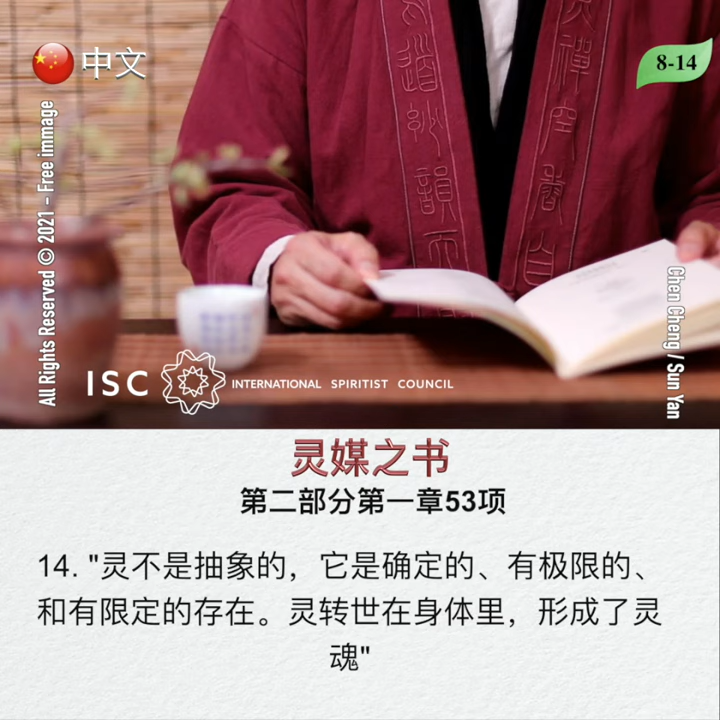 中文
8-14
All Rights Reserved © 2021 - Free immage
Chen Cheng / Sun Yan
ISC INTERNATIONAL SPIRITIST COUNCIL
灵媒之书
第二部分第一章53项
14. "灵不是抽象的，它是确定的、有极限的、
和有限定的存在。灵转世在身体里，形成了灵
魂"